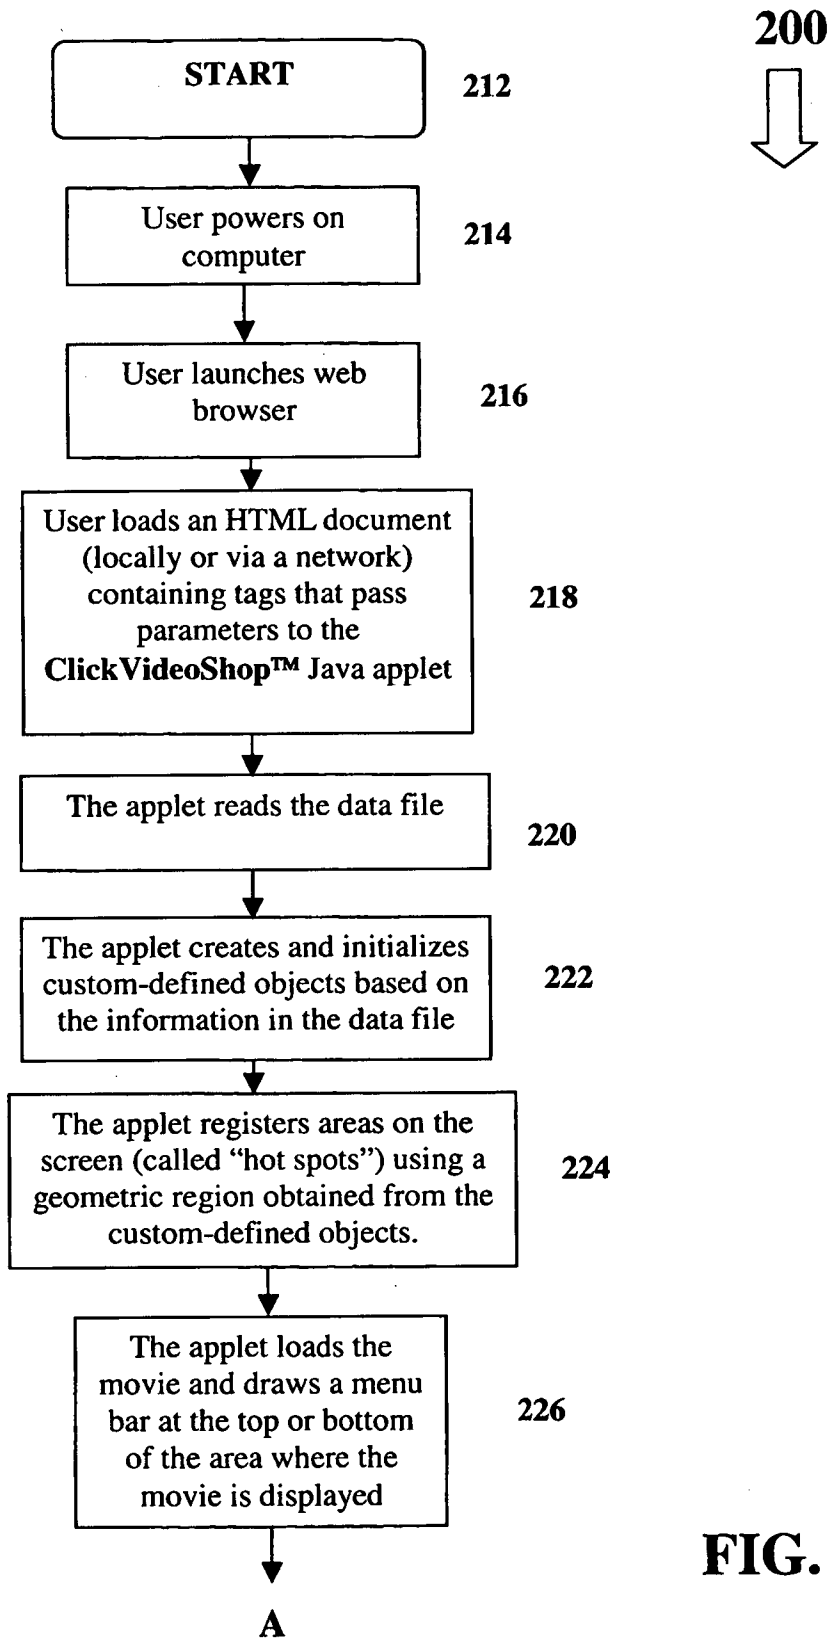 200
START
212
User powers on
computer
214
User launches web
browser
216
User loads an HTML document
(locally or via a network)
containing tags that pass
parameters to the
ClickVideoShop™ Java applet
218
The applet reads the data file
220
The applet creates and initializes
custom-defined objects based on
the information in the data file
222
The applet registers areas on the
screen (called “hot spots”) using a
geometric region obtained from the
custom-defined objects.
224
The applet loads the
movie and draws a menu
bar at the top or bottom
of the area where the
movie is displayed
226
FIG.
A